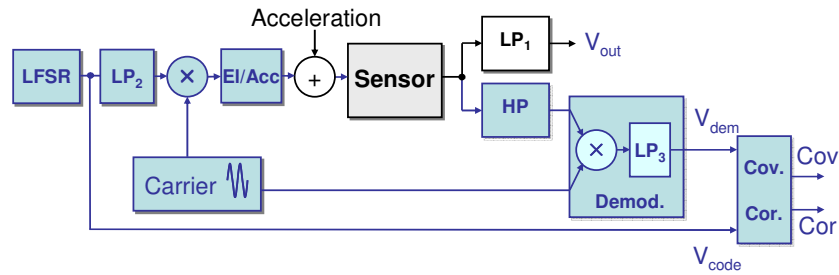 Acceleration
LFSR
LP2
×
El/Acc
+
Sensor
LP1
Vout
HP
Carrier
×
LP3
Demod.
Vdem
Cov.
Cor.
Cov
Cor
Vcode